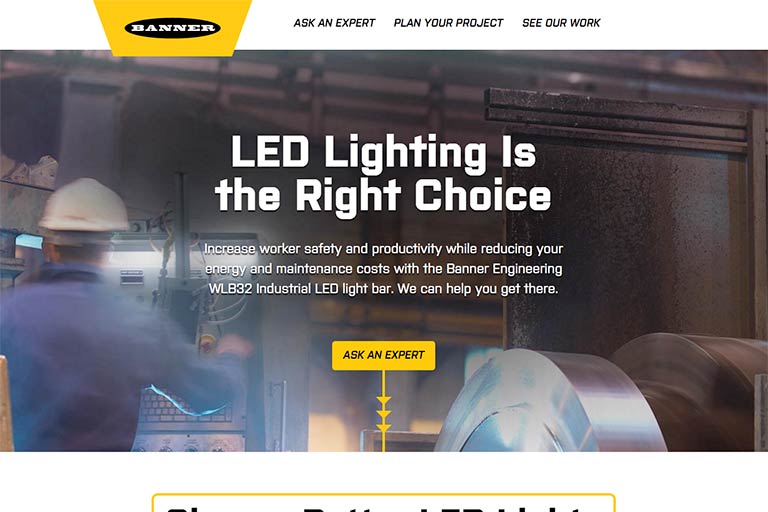 BANNER
ASK AN EXPERT PLAN YOUR PROJECT SEE OUR WORK
LED Lighting Is
the Right Choice
Increase worker safety and productivity while reducing your
energy and maintenance costs with the Banner Engineering
WLB32 Industrial LED light bar. We can help you get there.
ASK AN EXPERT